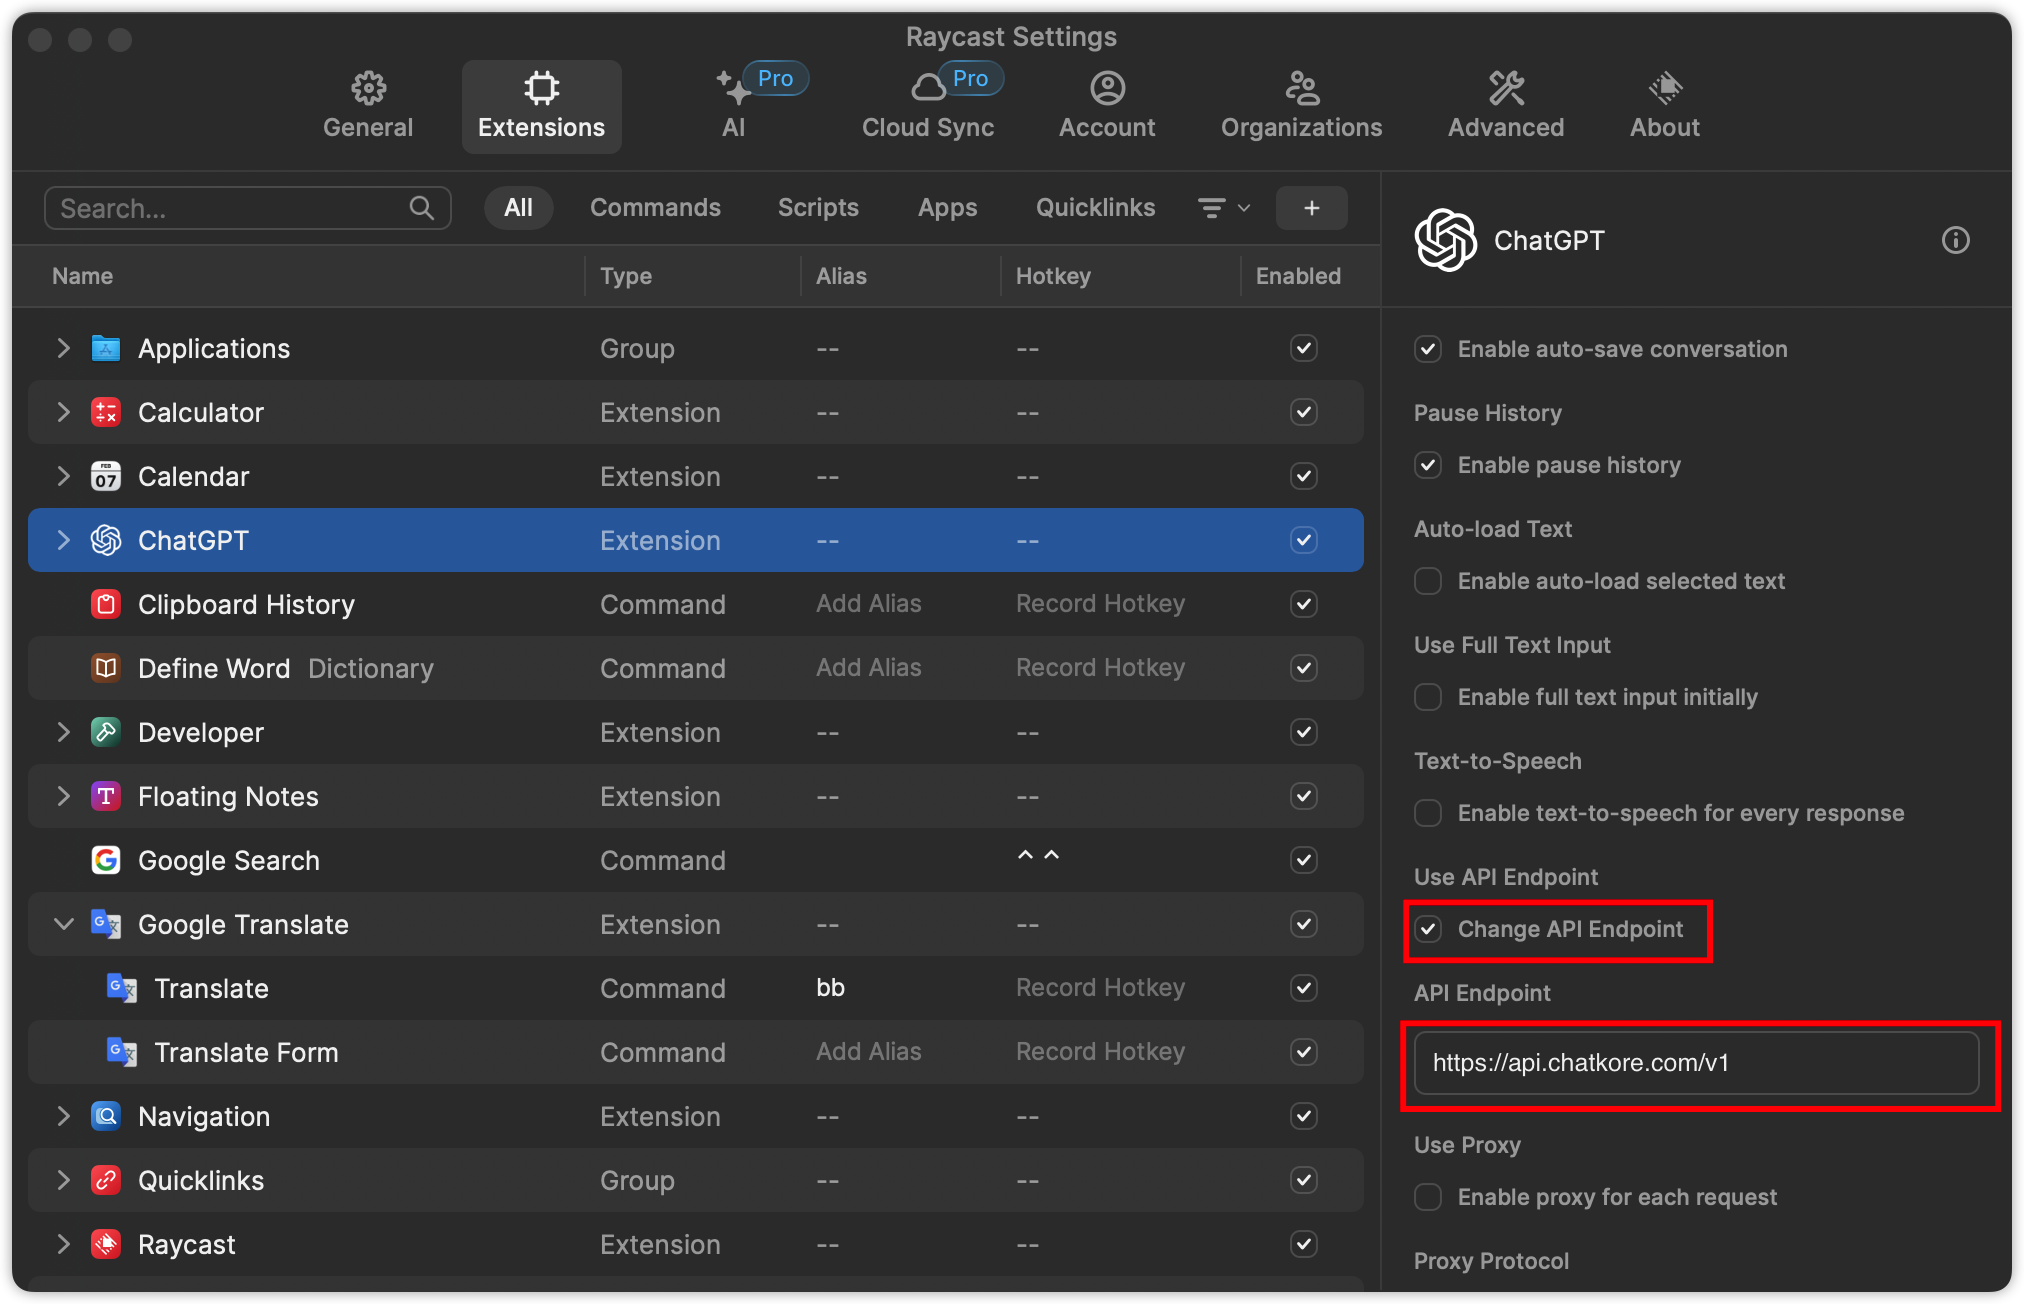 Raycast Settings
General
Extensions
Pro
AI
Pro
Cloud Sync
Account
Organizations
Advanced
About
Search...
All
Commands
Scripts
Apps
Quicklinks
+
ChatGPT
Name Type Alias Hotkey Enabled
Applications Group -- --
Calculator Extension -- --
FEB
07
Calendar Extension -- --
ChatGPT Extension -- --
Clipboard History Command Add Alias Record Hotkey
Define Word Dictionary Command Add Alias Record Hotkey
Developer Extension -- --
T Floating Notes Extension -- --
G Google Search Command ^ ^
G 文 Google Translate Extension -- --
G 文 Translate Command bb Record Hotkey
G 文 Translate Form Command Add Alias Record Hotkey
Navigation Extension -- --
Quicklinks Group -- --
Raycast Extension -- --
Enable auto-save conversation
Pause History
Enable pause history
Auto-load Text
Enable auto-load selected text
Use Full Text Input
Enable full text input initially
Text-to-Speech
Enable text-to-speech for every response
Use API Endpoint
Change API Endpoint
API Endpoint
https://api.chatkore.com/v1
Use Proxy
Enable proxy for each request
Proxy Protocol